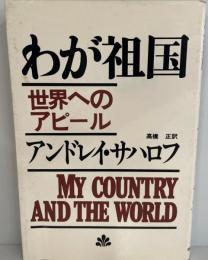 わが祖国
世界への
アピール
高橋 正訳
アンドレイ・サハロフ
MY COUNTRY
AND THE WORLD